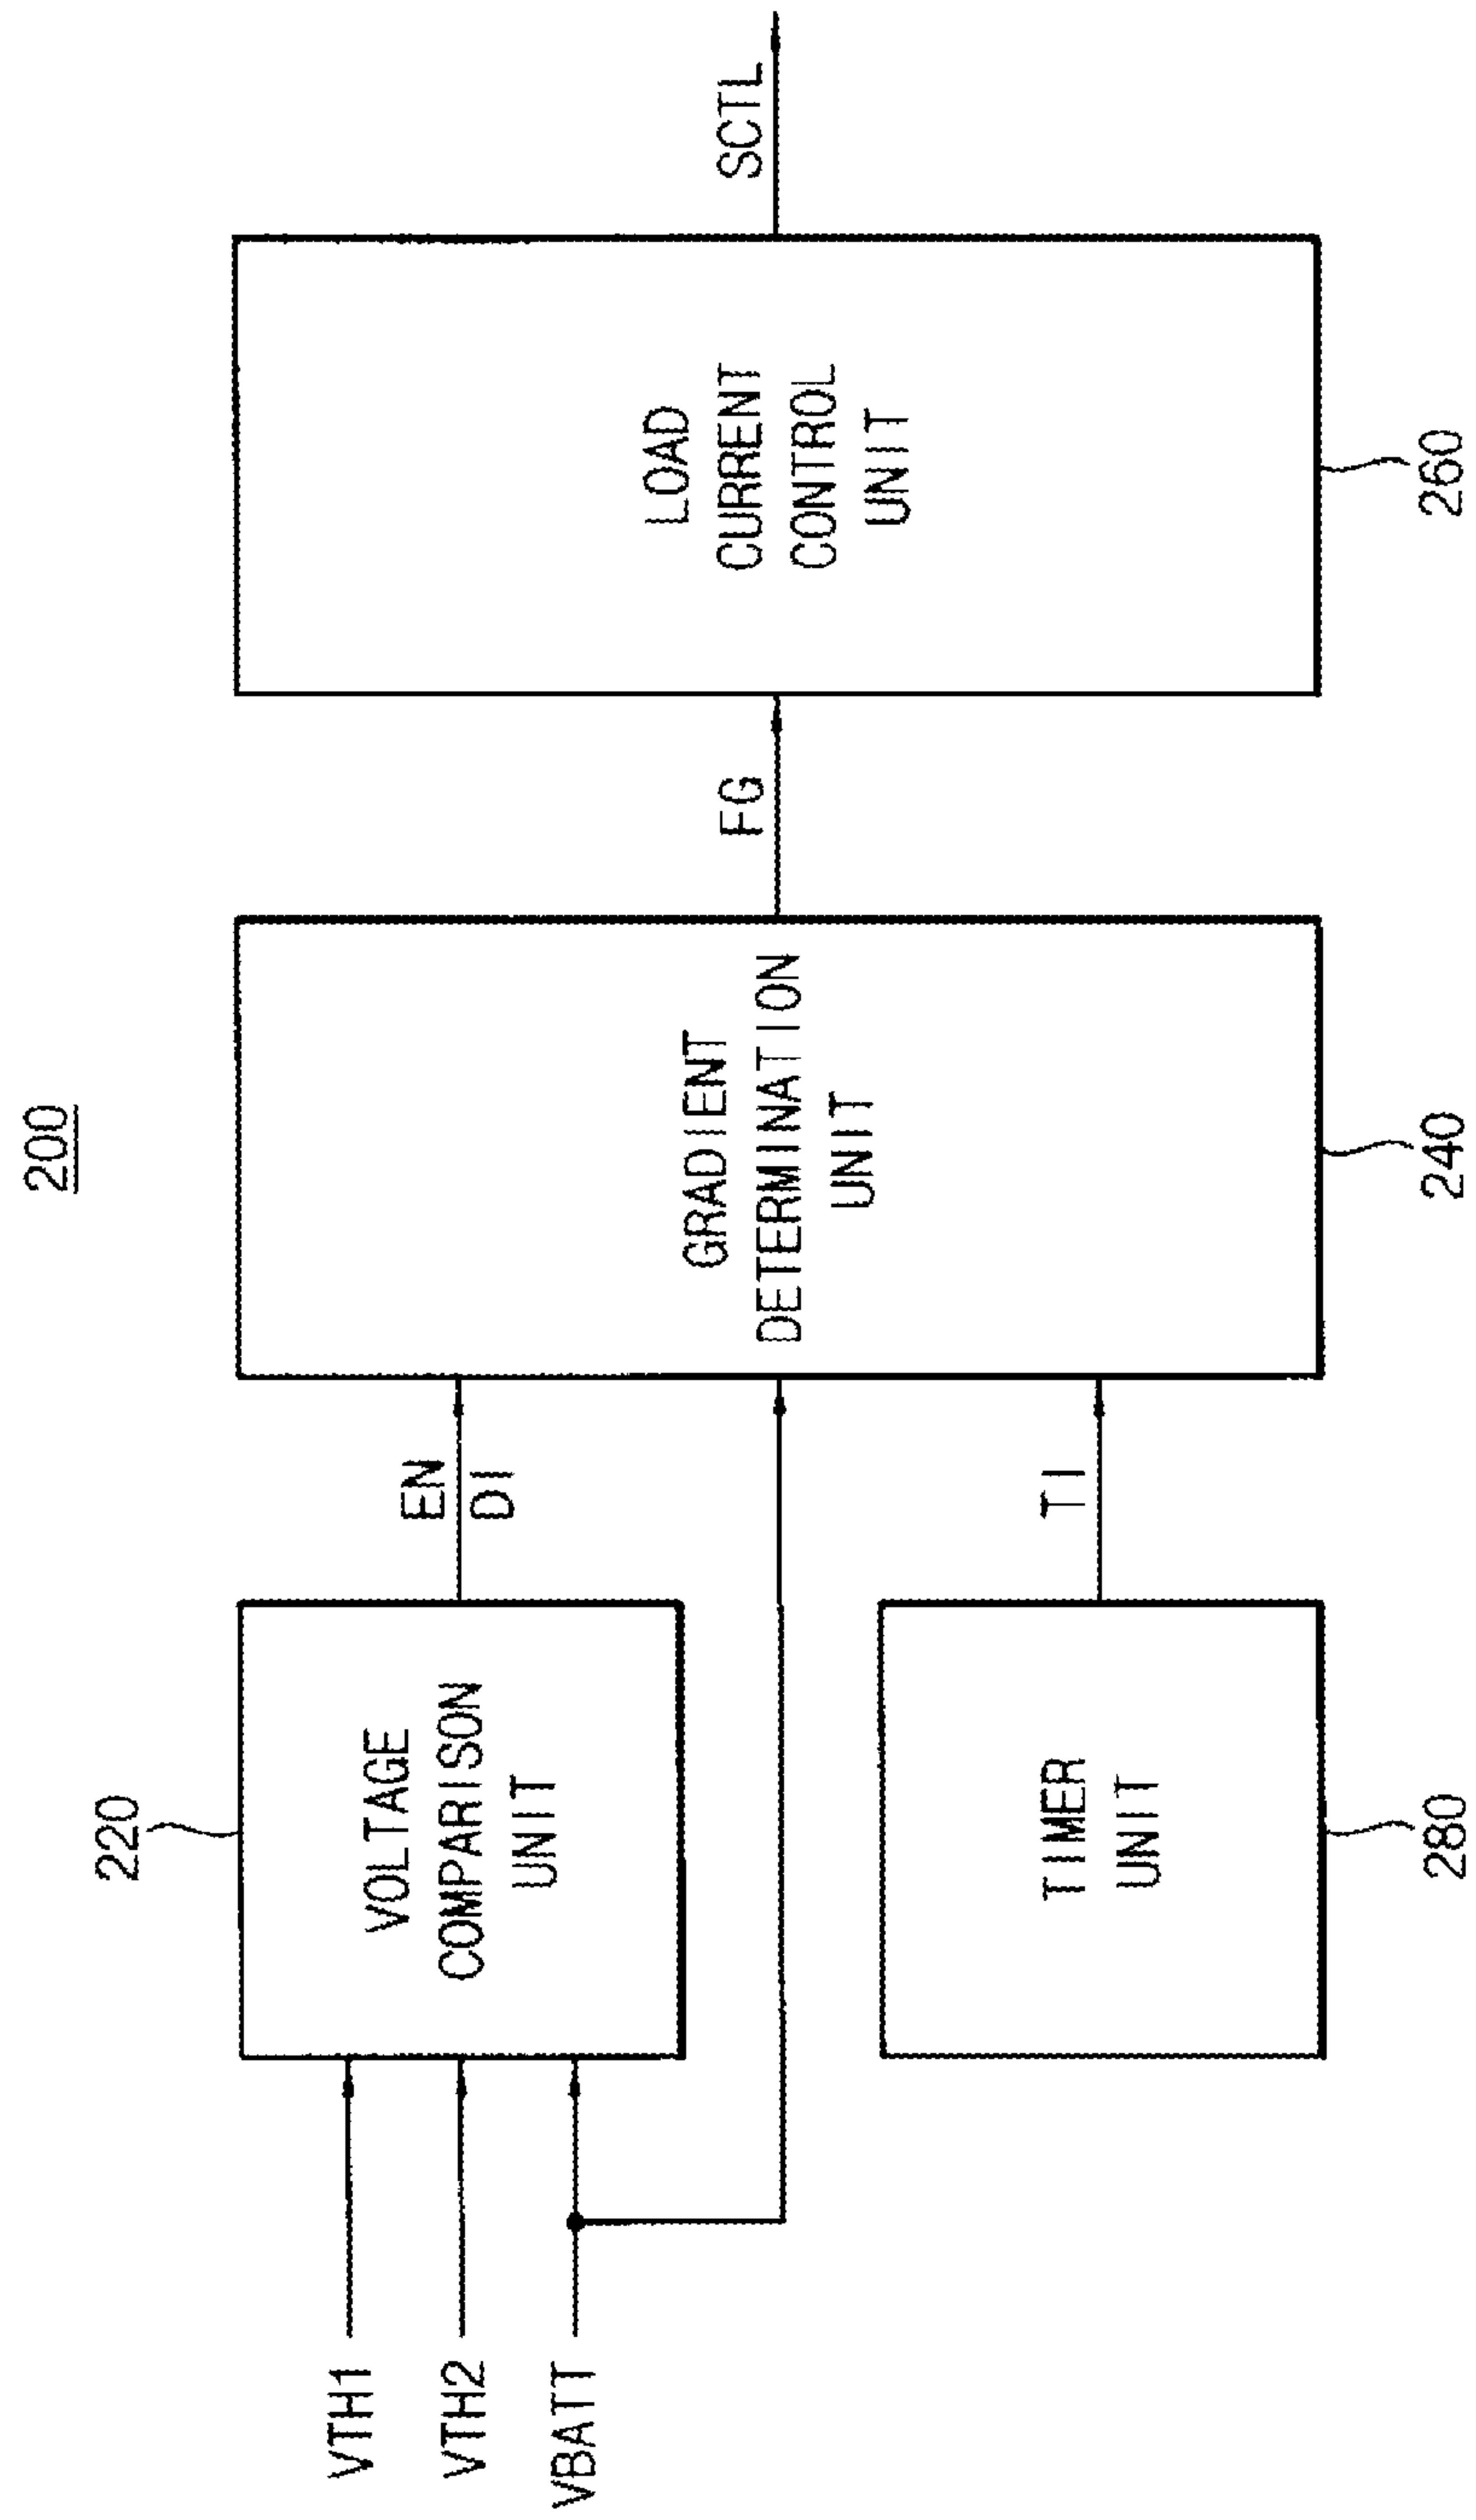 200
220
VTH1
VTH2
VBATT
VOLTAGE
COMPARISON
UNIT
EN
DI
TIMER
UNIT
280
TI
GRADIENT
DETERMINATION
UNIT
240
FG
LOAD
CURRENT
CONTROL
UNIT
260
SCTL